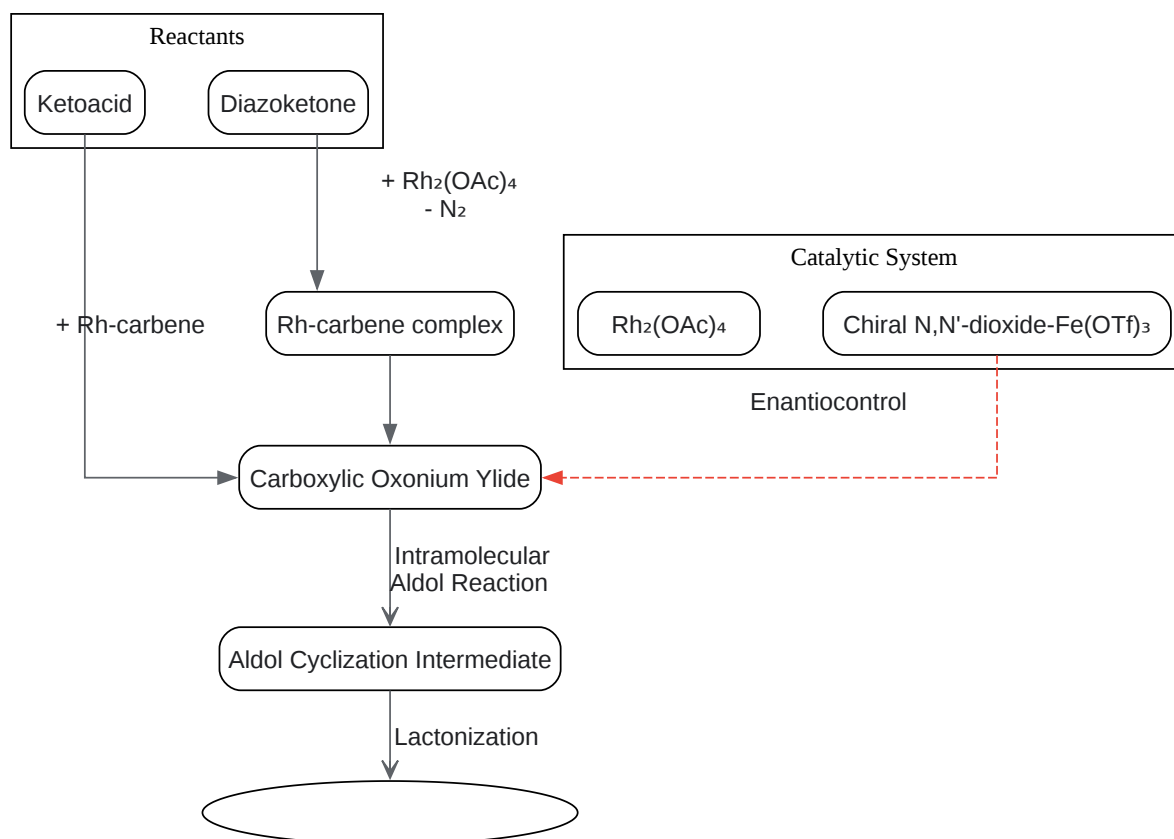 Reactants
Ketoacid
Diazoketone
+ Rh₂(OAc)₄
- N₂
Catalytic System
+ Rh-carbene
Rh-carbene complex
Rh₂(OAc)₄
Chiral N,N'-dioxide-Fe(OTf)₃
Enantiocontrol
Carboxylic Oxonium Ylide
Intramolecular
Aldol Reaction
Aldol Cyclization Intermediate
Lactonization